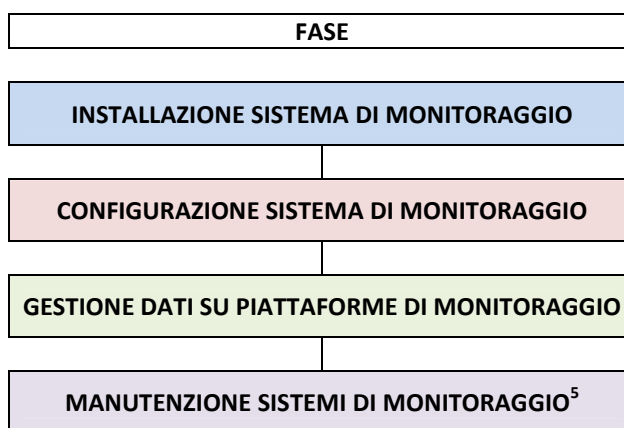 FASE
INSTALLAZIONE SISTEMA DI MONITORAGGIO
CONFIGURAZIONE SISTEMA DI MONITORAGGIO
GESTIONE DATI SU PIATTAFORME DI MONITORAGGIO
MANUTENZIONE SISTEMI DI MONITORAGGIO⁵